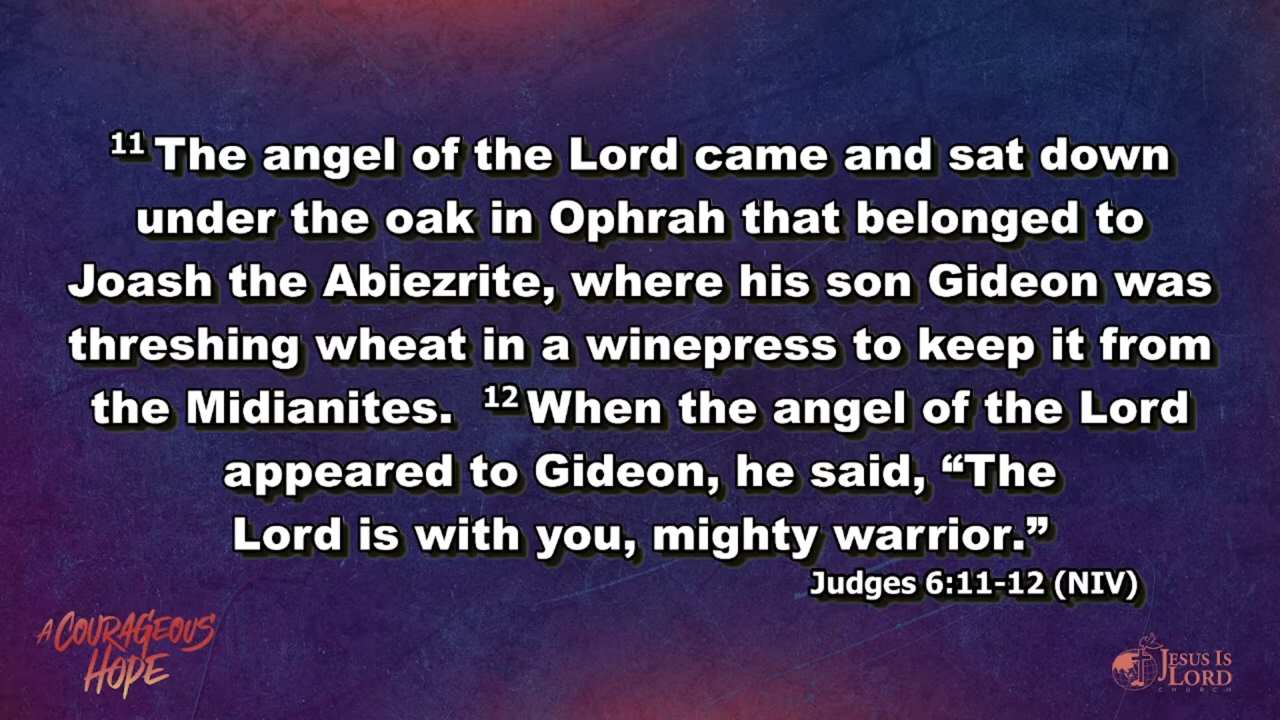 11 The angel of the Lord came and sat down
under the oak in Ophrah that belonged to
Joash the Abiezrite, where his son Gideon was
threshing wheat in a winepress to keep it from
the Midianites.  12 When the angel of the Lord
appeared to Gideon, he said, “The
Lord is with you, mighty warrior.”
Judges 6:11-12 (NIV)
A COURAGEOUS
HOPE
JESUS IS
LORD
CHURCH